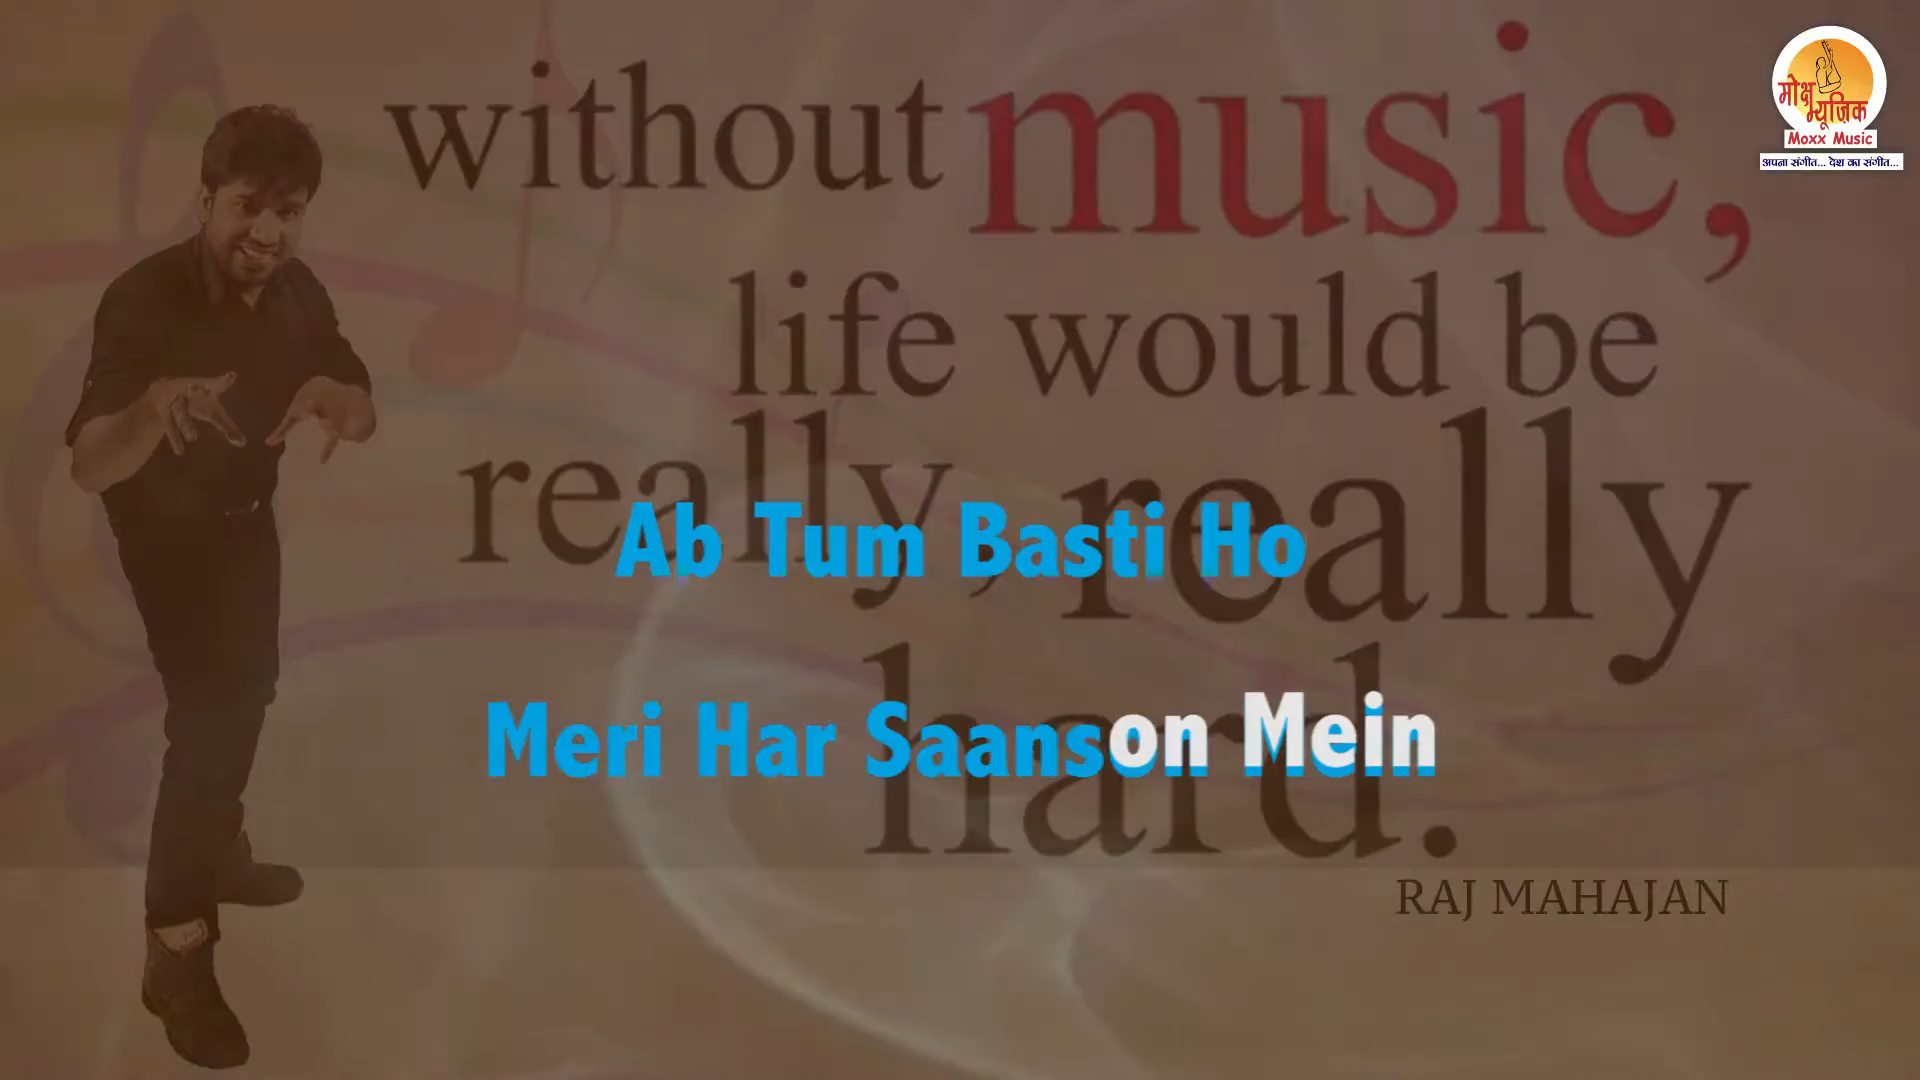 without music,
life would be
really, really
hard.
RAJ MAHAJAN
Ab Tum Basti Ho
Meri Har Saanson Mein
मोक्ष
म्यूज़िक
Moxx Music
अपना संगीत... देश का संगीत...